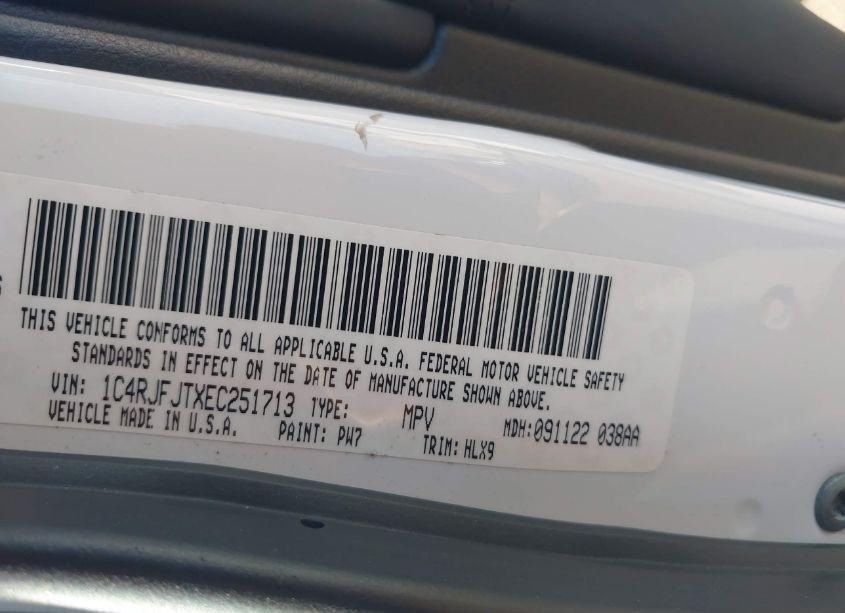 THIS VEHICLE CONFORMS TO ALL APPLICABLE U.S.A. FEDERAL MOTOR VEHICLE SAFETY
STANDARDS IN EFFECT ON THE DATE OF MANUFACTURE SHOWN ABOVE.
VIN: 1C4RJFJTXEC251713 TYPE: MPV MDH:091122 038AA
VEHICLE MADE IN U.S.A. PAINT: PW7 TRIM: HLX9